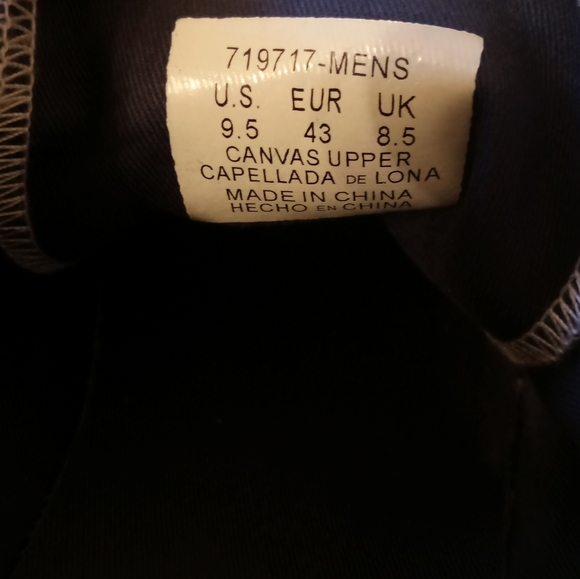 719717-MENS
U.S. EUR UK
9.5 43 8.5
CANVAS UPPER
CAPELLADA DE LONA
MADE IN CHINA
HECHO EN CHINA